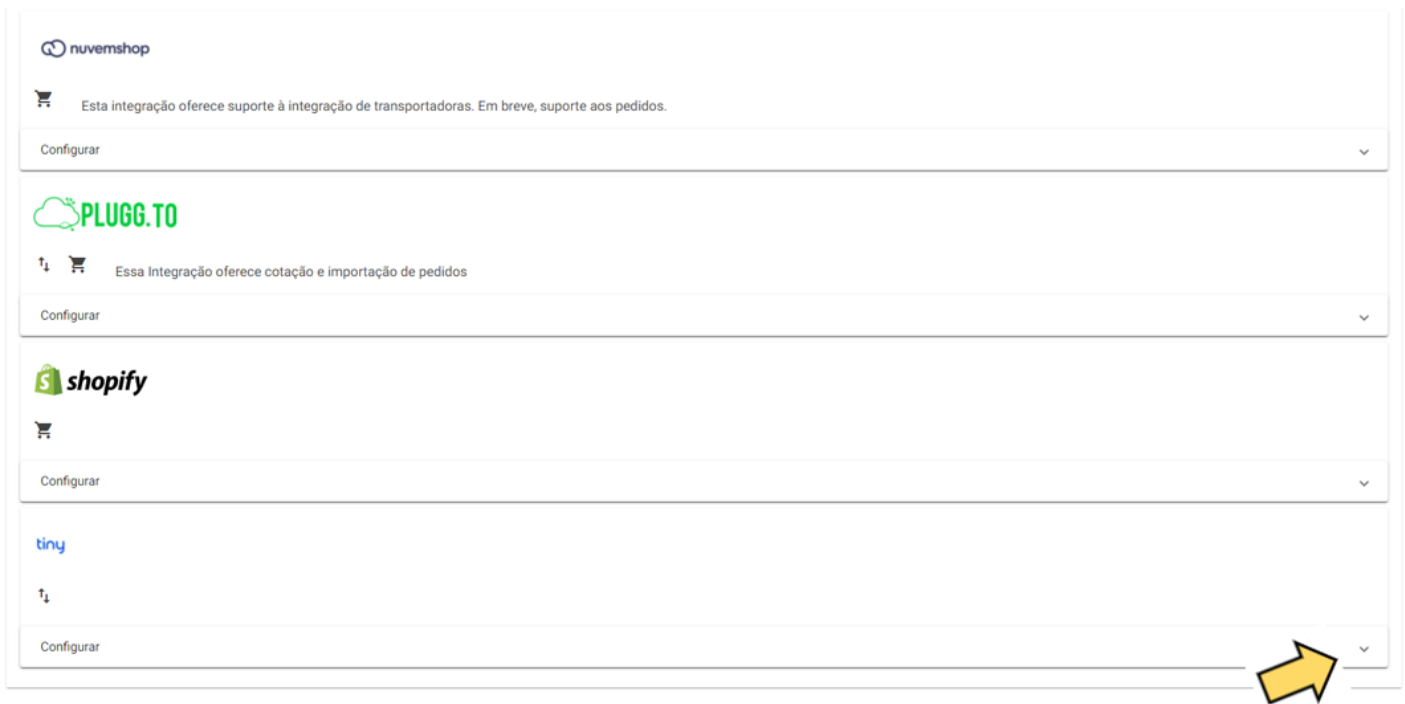 nuvemshop
Esta integração oferece suporte à integração de transportadoras. Em breve, suporte aos pedidos.
Configurar
PLUGG.TO
Essa Integração oferece cotação e importação de pedidos
Configurar
shopify
Configurar
tiny
Configurar